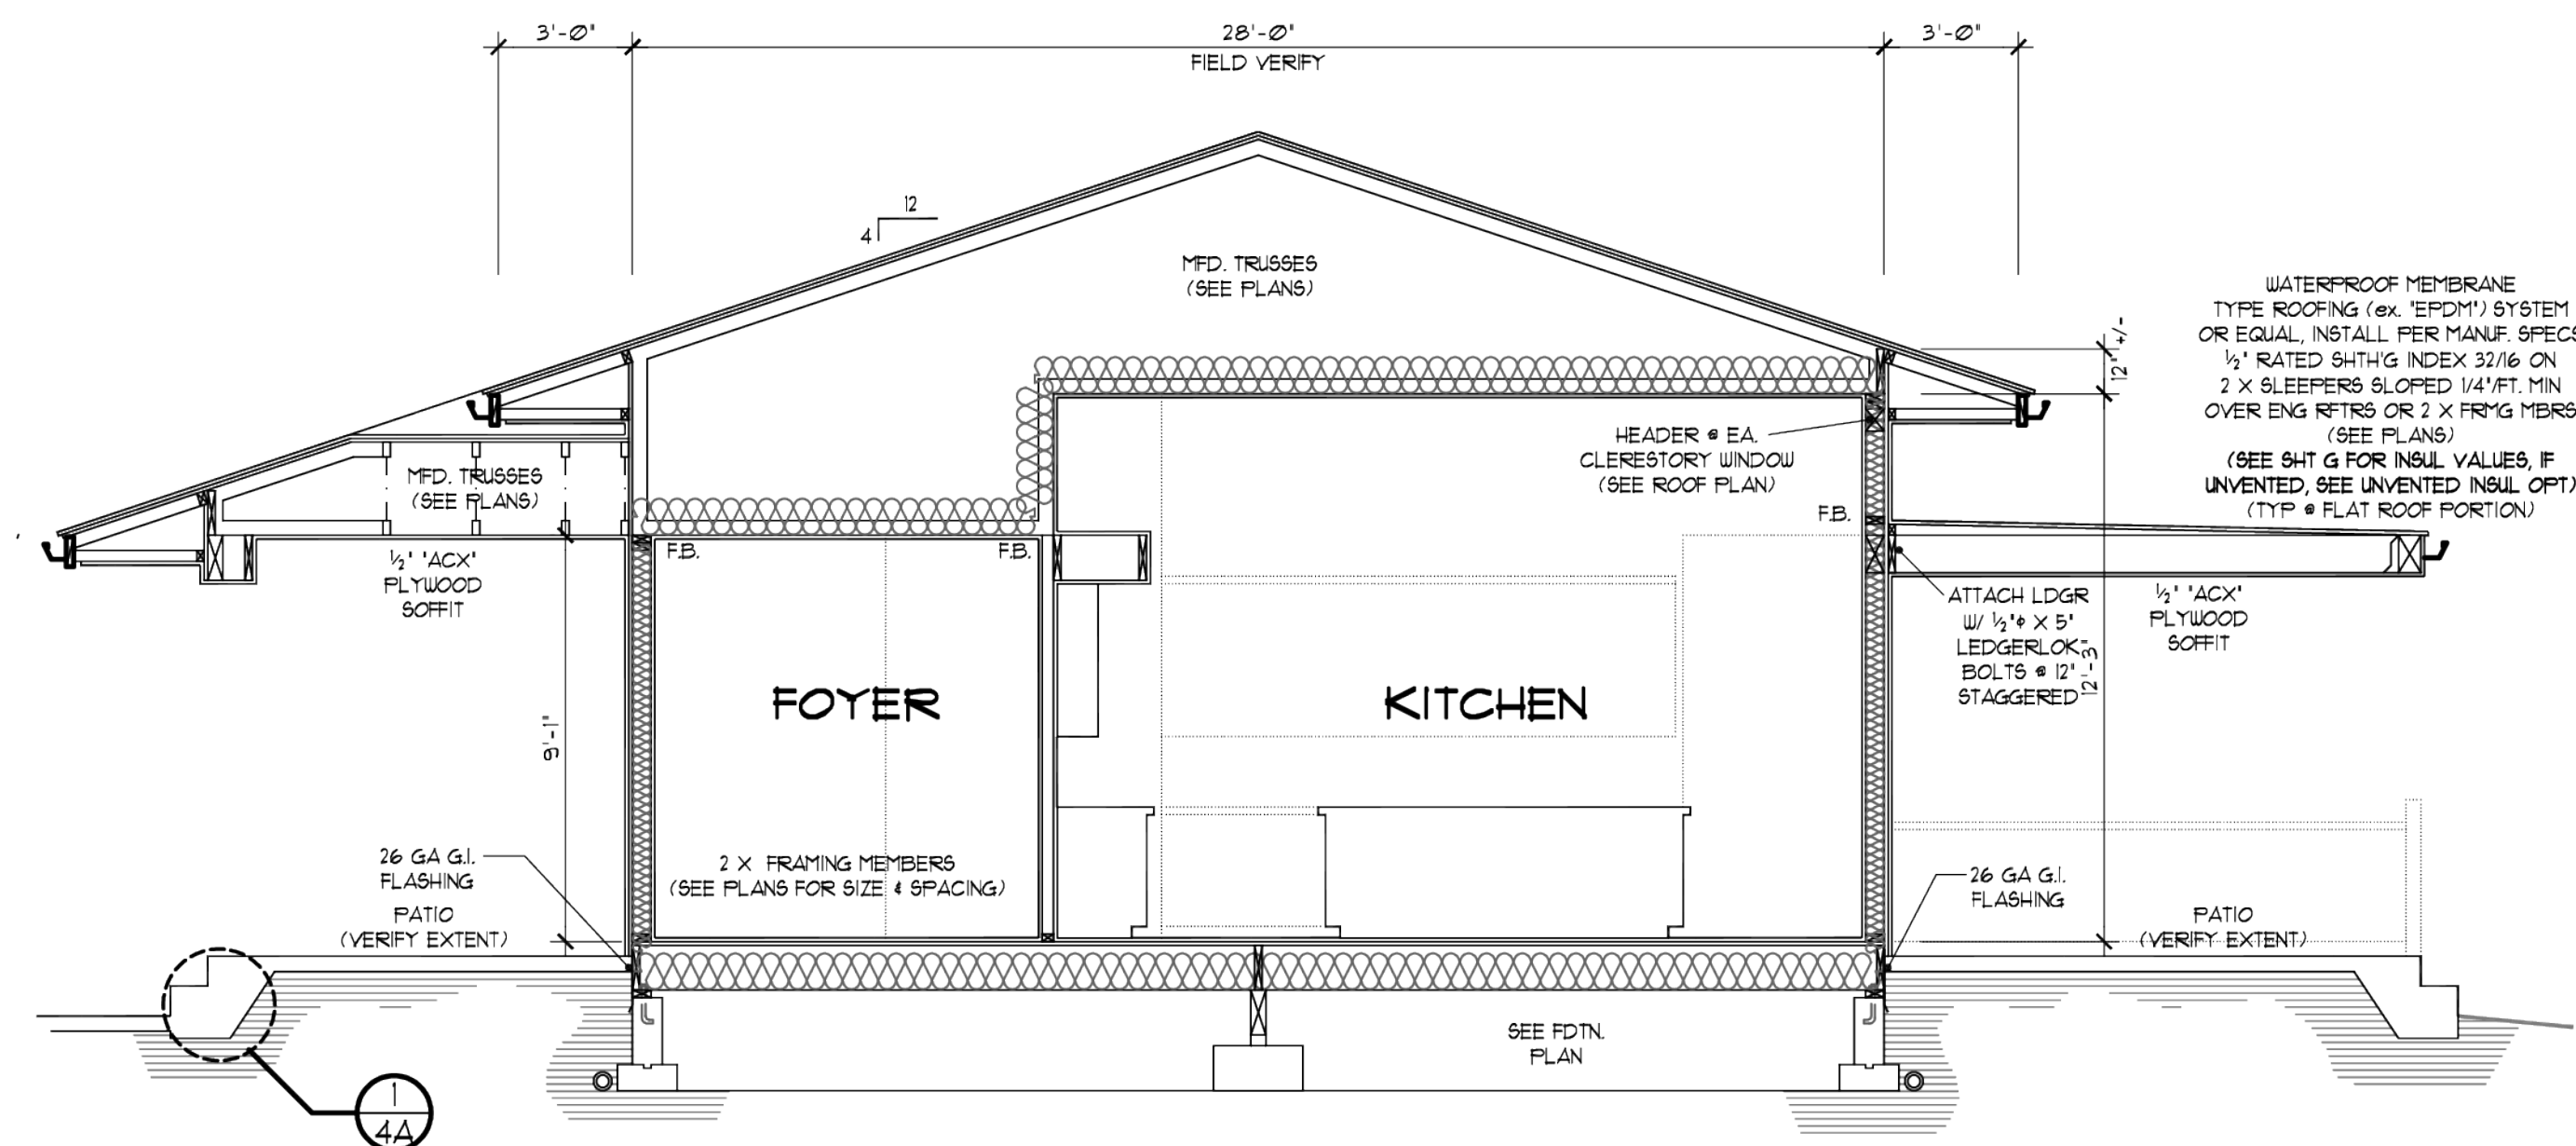 3'-0"
28'-0"
3'-0"
FIELD VERIFY
12
4
MFD. TRUSSES
(SEE PLANS)
WATERPROOF MEMBRANE
TYPE ROOFING (ex. "EPDM") SYSTEM
OR EQUAL, INSTALL PER MANUF. SPECS
1/2" RATED SHTH'G INDEX 32/16 ON
2 X SLEEPERS SLOPED 1/4"/FT. MIN
OVER ENG RFTRS OR 2 X FRMG MBRS
(SEE PLANS)
(SEE SHT G FOR INSUL VALUES, IF
UNVENTED, SEE UNVENTED INSUL OPT)
(TYP @ FLAT ROOF PORTION)
12" +/-
HEADER @ EA.
CLERESTORY WINDOW
(SEE ROOF PLAN)
MFD. TRUSSES
(SEE PLANS)
F.B.
F.B.
F.B.
1/2" "ACX"
PLYWOOD
SOFFIT
ATTACH LDGR
W/ 1/2"φ X 5"
LEDGERLOK
BOLTS @ 12"
STAGGERED
12'-3"
1/2" "ACX"
PLYWOOD
SOFFIT
FOYER
KITCHEN
9'-1"
26 GA G.I.
FLASHING
2 X FRAMING MEMBERS
(SEE PLANS FOR SIZE & SPACING)
26 GA G.I.
FLASHING
PATIO
(VERIFY EXTENT)
PATIO
(VERIFY EXTENT)
SEE FDTN.
PLAN
1
4A